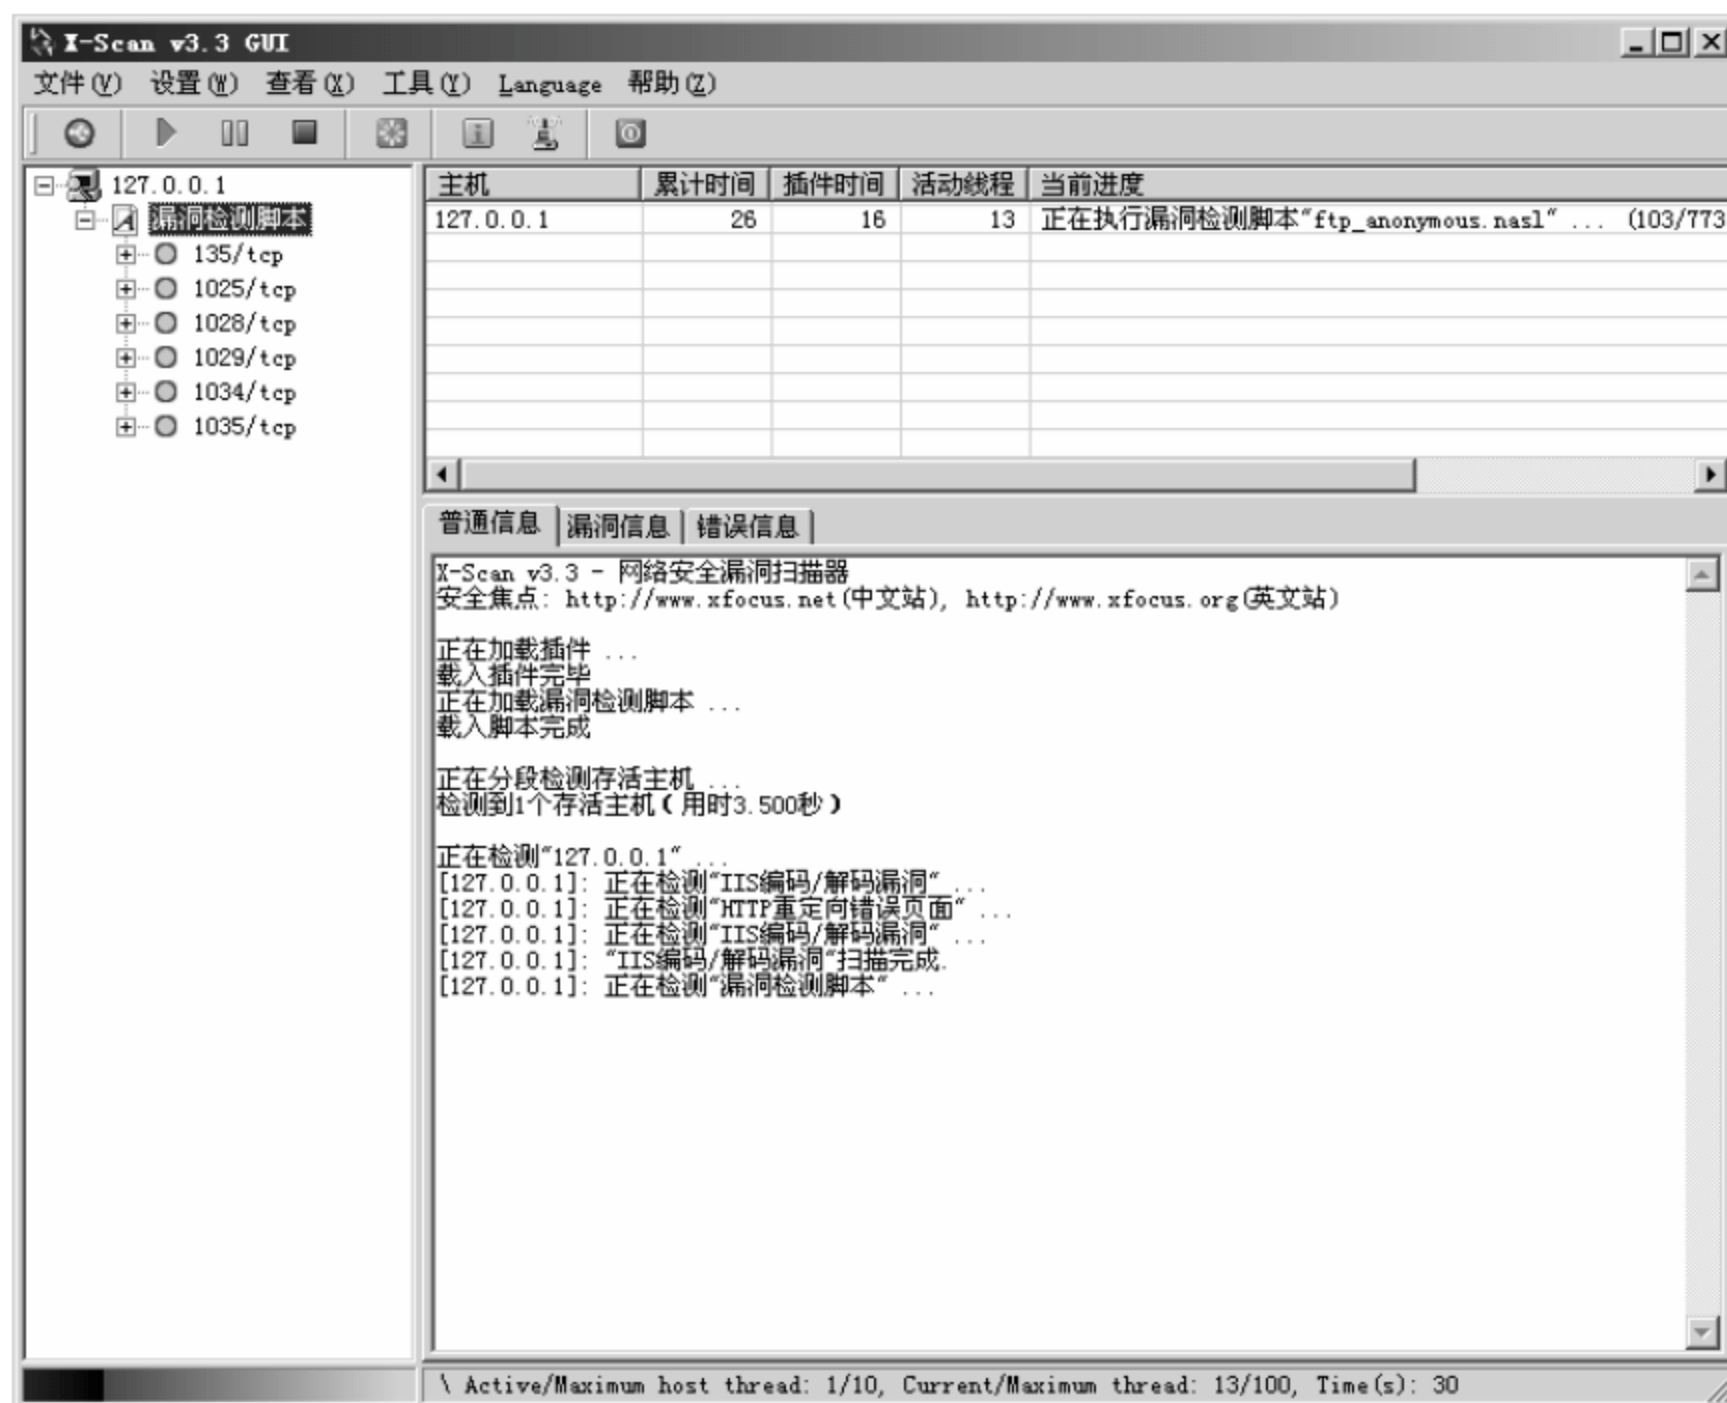 X-Scan v3.3 GUI
文件(V) 设置(W) 查看(X) 工具(Y) Language 帮助(Z)
127.0.0.1
漏洞检测脚本
135/tcp
1025/tcp
1028/tcp
1029/tcp
1034/tcp
1035/tcp
主机 累计时间 插件时间 活动线程 当前进度
127.0.0.1 26 16 13 正在执行漏洞检测脚本"ftp_anonymous.nasl" ... (103/773
普通信息 漏洞信息 错误信息
X-Scan v3.3 - 网络安全漏洞扫描器
安全焦点: http://www.xfocus.net(中文站), http://www.xfocus.org(英文站)
正在加载插件 ...
载入插件完毕
正在加载漏洞检测脚本 ...
载入脚本完成
正在分段检测存活主机 ...
检测到1个存活主机(用时3.500秒)
正在检测"127.0.0.1" ...
[127.0.0.1]: 正在检测"IIS编码/解码漏洞" ...
[127.0.0.1]: 正在检测"HTTP重定向错误页面" ...
[127.0.0.1]: 正在检测"IIS编码/解码漏洞" ...
[127.0.0.1]: "IIS编码/解码漏洞"扫描完成.
[127.0.0.1]: 正在检测"漏洞检测脚本" ...
\ Active/Maximum host thread: 1/10, Current/Maximum thread: 13/100, Time(s): 30